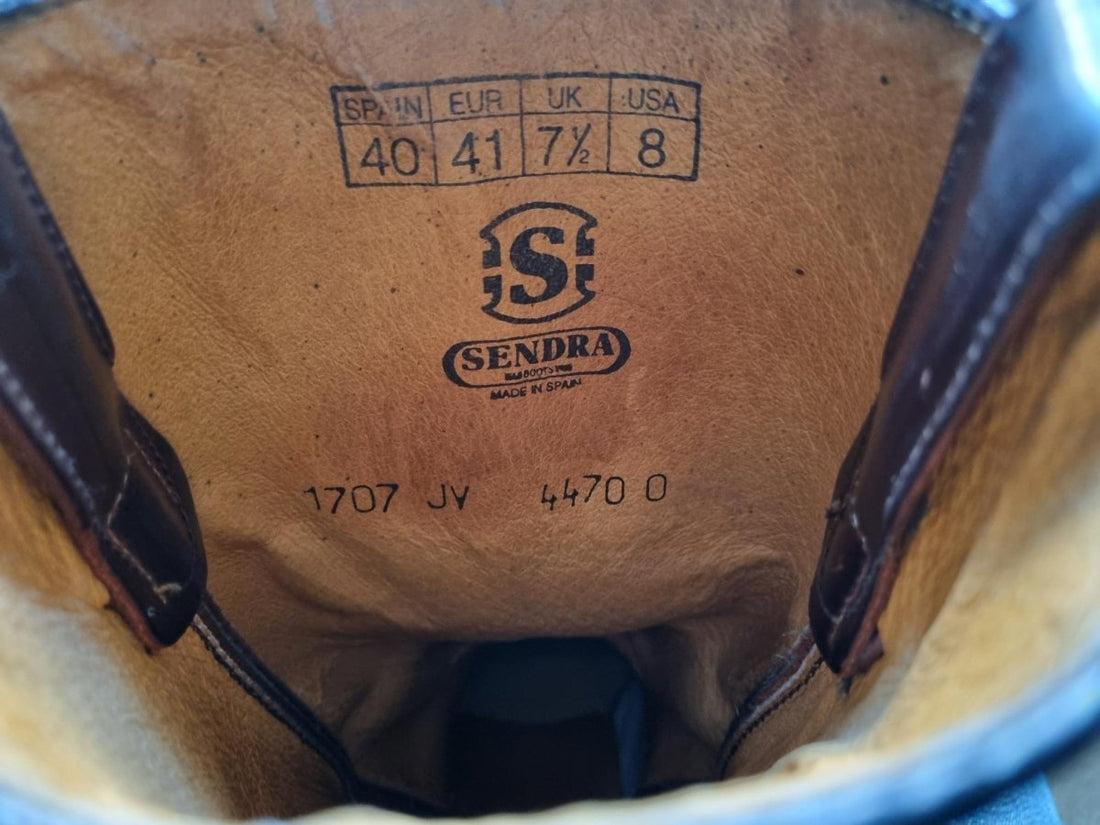 SPAIN EUR UK USA
40 41 7½ 8
S
SENDRA
MADE IN SPAIN
1707 JV 4470 0